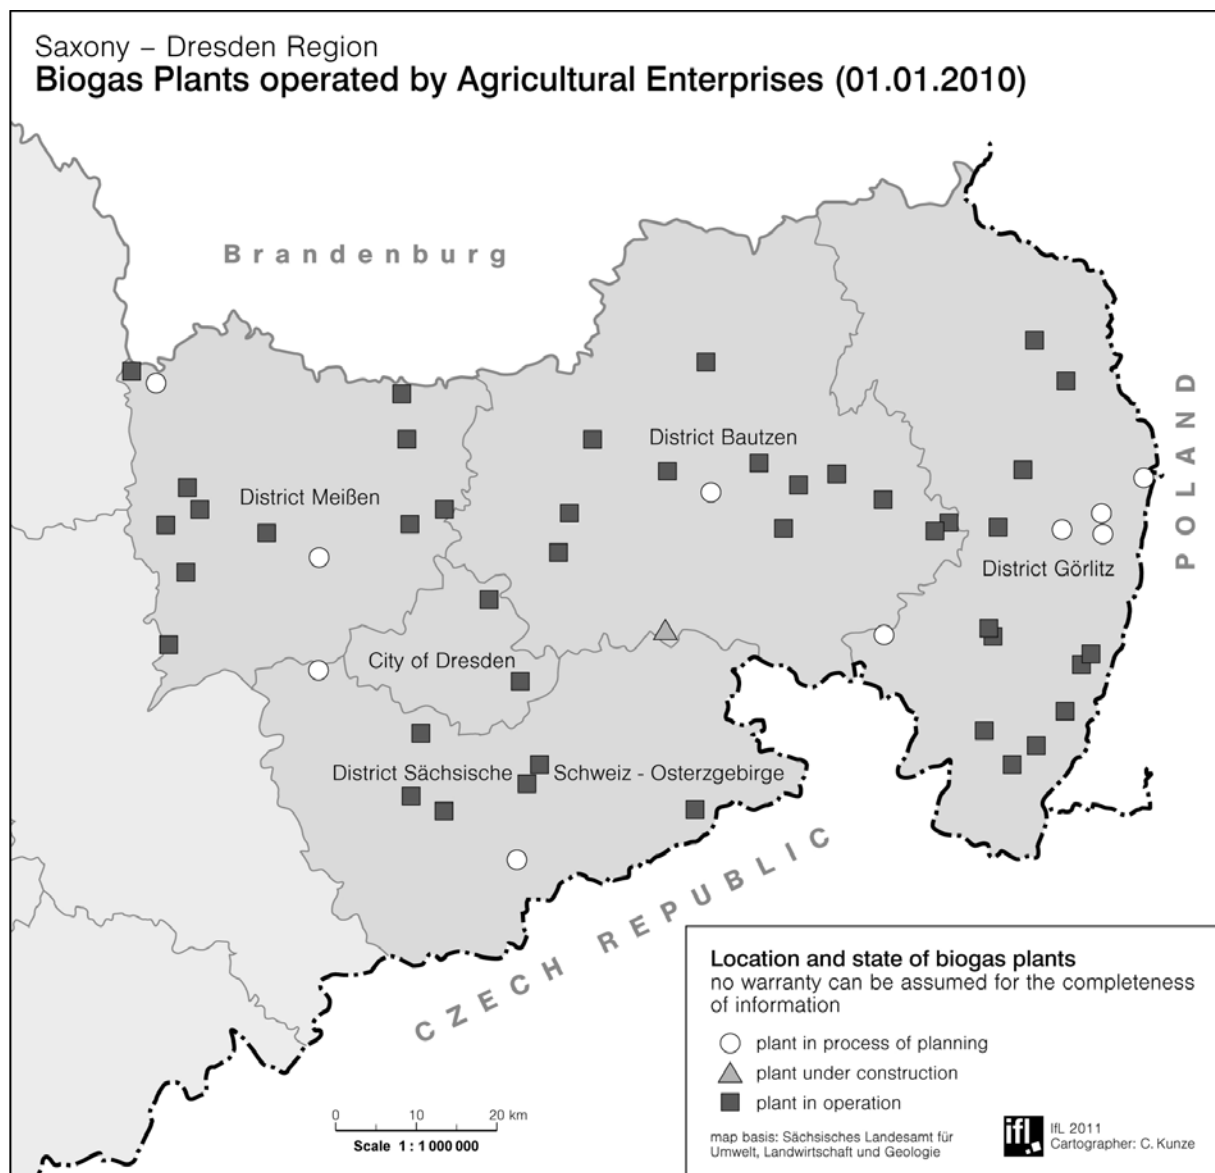 Saxony – Dresden Region
Biogas Plants operated by Agricultural Enterprises (01.01.2010)
Brandenburg
POLAND
District Bautzen
District Meißen
District Görlitz
City of Dresden
District Sächsische Schweiz - Osterzgebirge
CZECH REPUBLIC
Location and state of biogas plants
no warranty can be assumed for the completeness
of information
plant in process of planning
plant under construction
plant in operation
map basis: Sächsisches Landesamt für
Umwelt, Landwirtschaft und Geologie
ifl
IfL 2011
Cartographer: C. Kunze
0 10 20 km
Scale 1 : 1 000 000